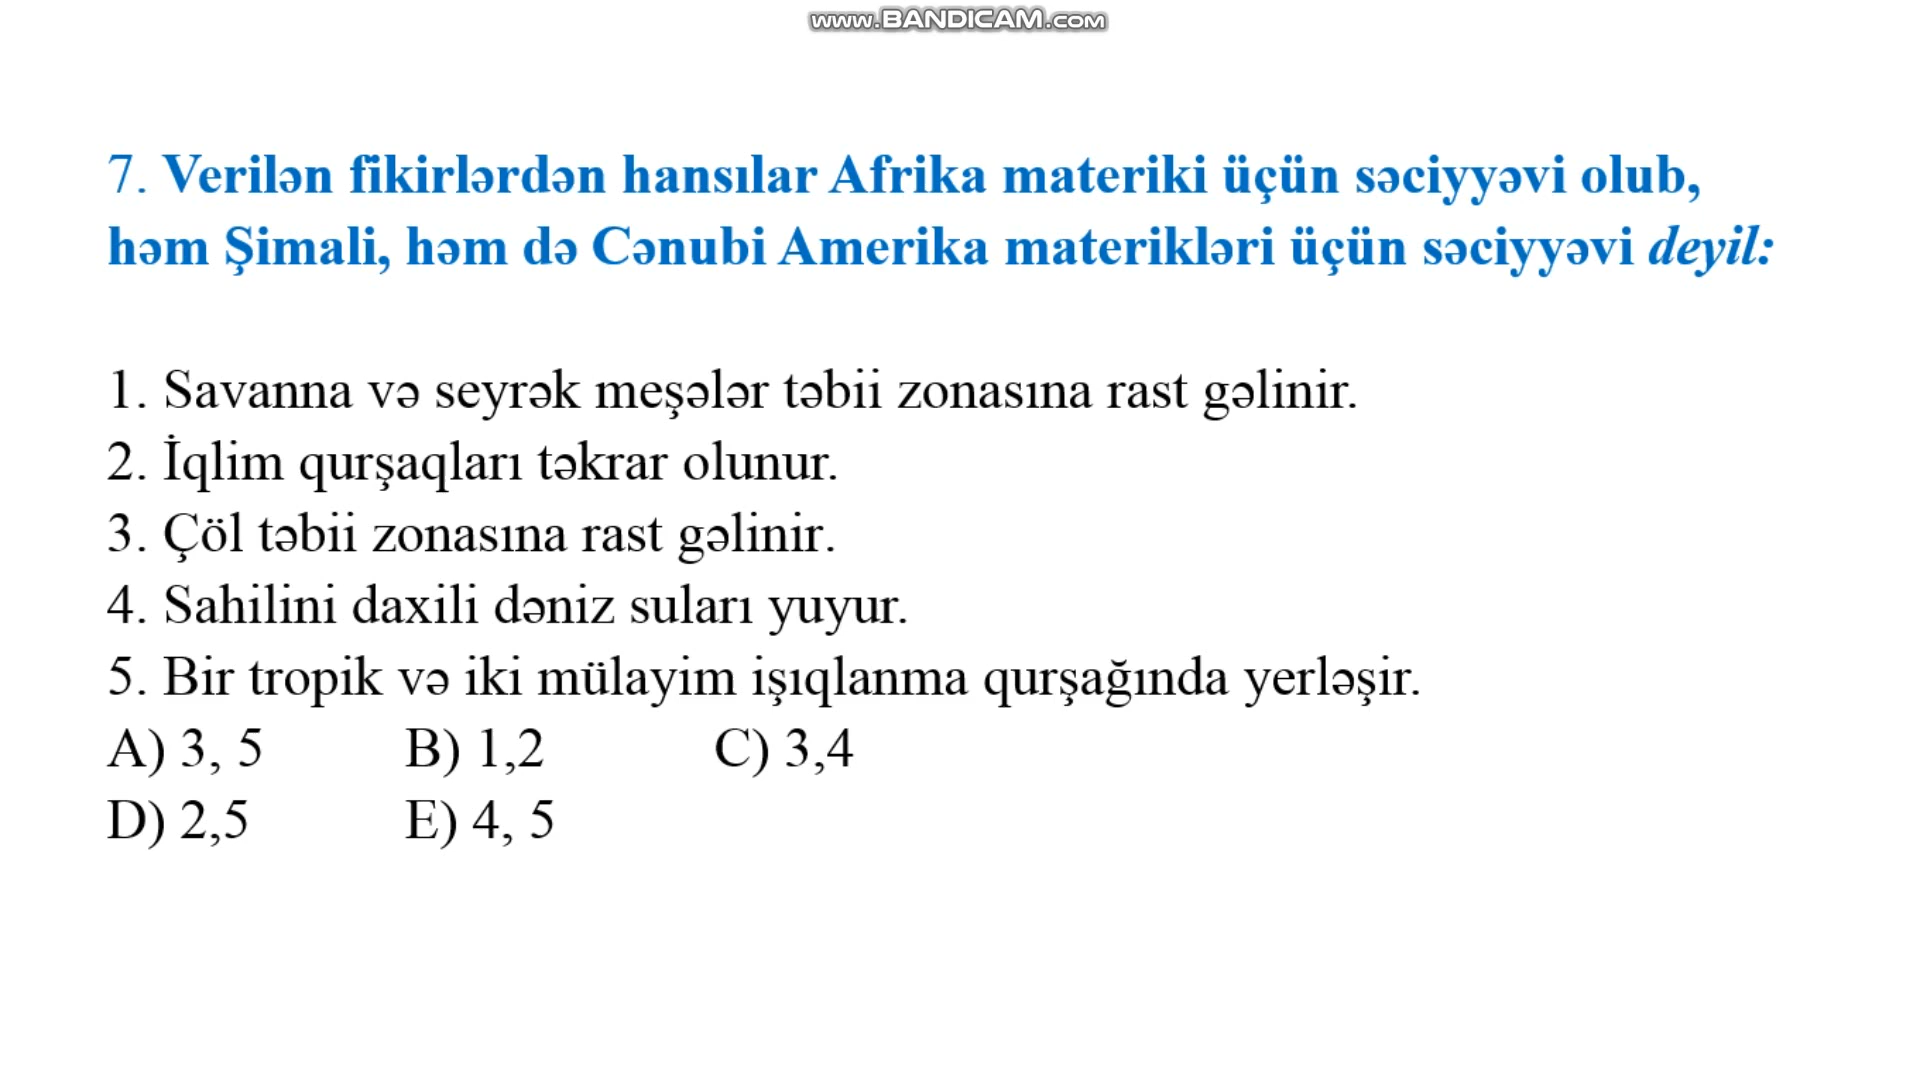 www.BANDICAM.com
7. Verilən fikirlərdən hansılar Afrika materiki üçün səciyyəvi olub,
həm Şimali, həm də Cənubi Amerika materikləri üçün səciyyəvi deyil:
1. Savanna və seyrək meşələr təbii zonasına rast gəlinir.
2. İqlim qurşaqları təkrar olunur.
3. Çöl təbii zonasına rast gəlinir.
4. Sahilini daxili dəniz suları yuyur.
5. Bir tropik və iki mülayim işıqlanma qurşağında yerləşir.
A) 3, 5 B) 1,2 C) 3,4
D) 2,5 E) 4, 5